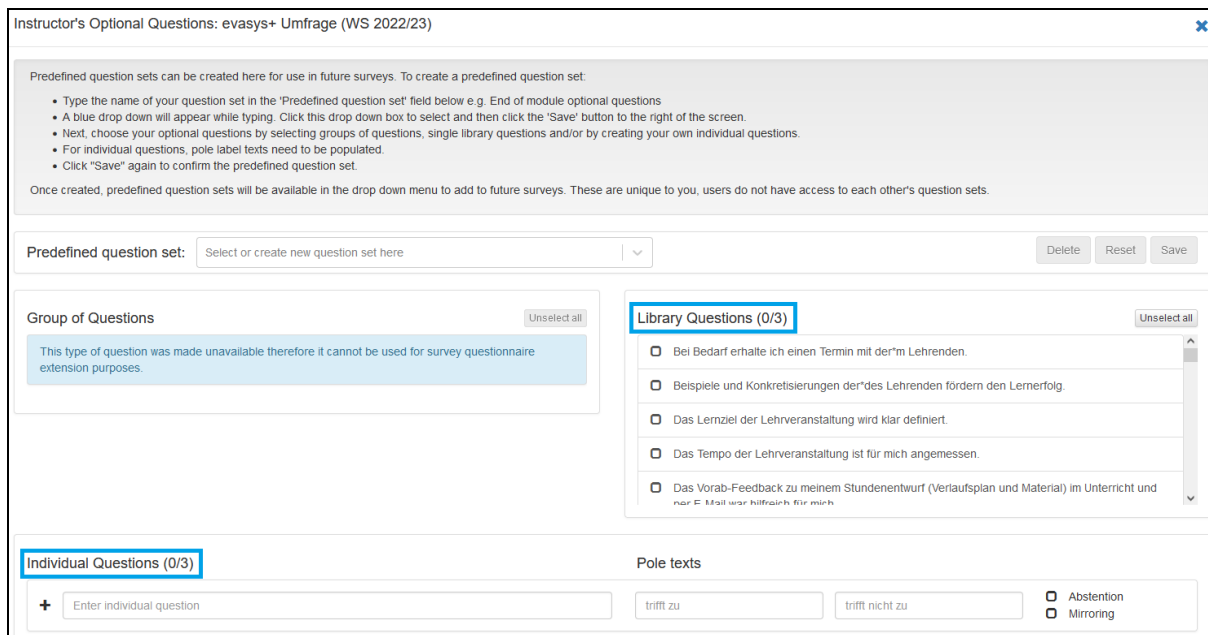 Instructor's Optional Questions: evasys+ Umfrage (WS 2022/23)
Predefined question sets can be created here for use in future surveys. To create a predefined question set:
• Type the name of your question set in the 'Predefined question set' field below e.g. End of module optional questions
• A blue drop down will appear while typing. Click this drop down box to select and then click the 'Save' button to the right of the screen.
• Next, choose your optional questions by selecting groups of questions, single library questions and/or by creating your own individual questions.
• For individual questions, pole label texts need to be populated.
• Click "Save" again to confirm the predefined question set.
Once created, predefined question sets will be available in the drop down menu to add to future surveys. These are unique to you, users do not have access to each other's question sets.
Predefined question set: Select or create new question set here Delete Reset Save
Group of Questions Unselect all
This type of question was made unavailable therefore it cannot be used for survey questionnaire
extension purposes.
Library Questions (0/3) Unselect all
Bei Bedarf erhalte ich einen Termin mit der*m Lehrenden.
Beispiele und Konkretisierungen der*des Lehrenden fördern den Lernerfolg.
Das Lernziel der Lehrveranstaltung wird klar definiert.
Das Tempo der Lehrveranstaltung ist für mich angemessen.
Das Vorab-Feedback zu meinem Stundenentwurf (Verlaufsplan und Material) im Unterricht und
per E-Mail war hilfreich für mich
Individual Questions (0/3) Pole texts
Enter individual question trifft zu trifft nicht zu Abstention
Mirroring